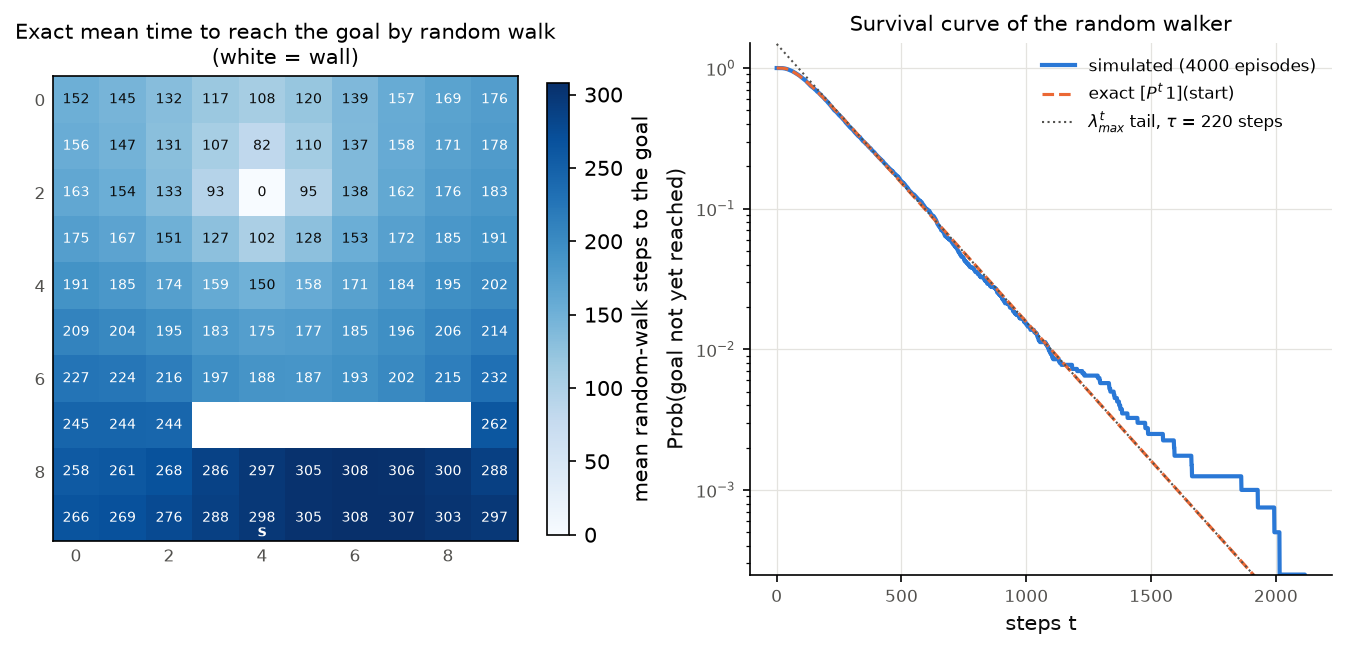 Exact mean time to reach the goal by random walk
(white = wall)
0 152 145 132 117 108 120 139 157 169 176
156 147 131 107 82 110 137 158 171 178
2 163 154 133 93 0 95 138 162 176 183
175 167 151 127 102 128 153 172 185 191
4 191 185 174 159 150 158 171 184 195 202
209 204 195 183 175 177 185 196 206 214
6 227 224 216 197 188 187 193 202 215 232
245 244 244 262
8 258 261 268 286 297 305 308 306 300 288
266 269 276 288 298 305 308 307 303 297
S
0 2 4 6 8
300
250
200
150
100
50
0
mean random-walk steps to the goal
Survival curve of the random walker
simulated (4000 episodes)
exact [P^t 1](start)
λ^t_max tail, τ = 220 steps
10^0
10^−1
10^−2
10^−3
Prob(goal not yet reached)
0 500 1000 1500 2000
steps t